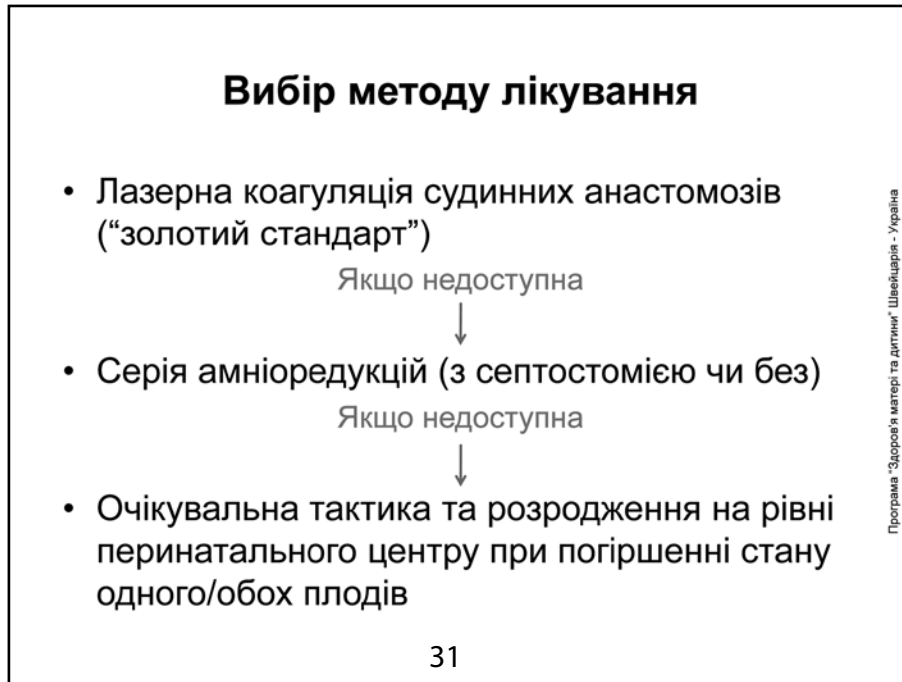 Вибір методу лікування
• Лазерна коагуляція судинних анастомозів
(“золотий стандарт”)
Якщо недоступна
• Серія амніоредукцій (з септостомією чи без)
Якщо недоступна
• Очікувальна тактика та розродження на рівні
перинатального центру при погіршенні стану
одного/обох плодів
31
Програма "Здоров'я матері та дитини" Швейцарія - Україна